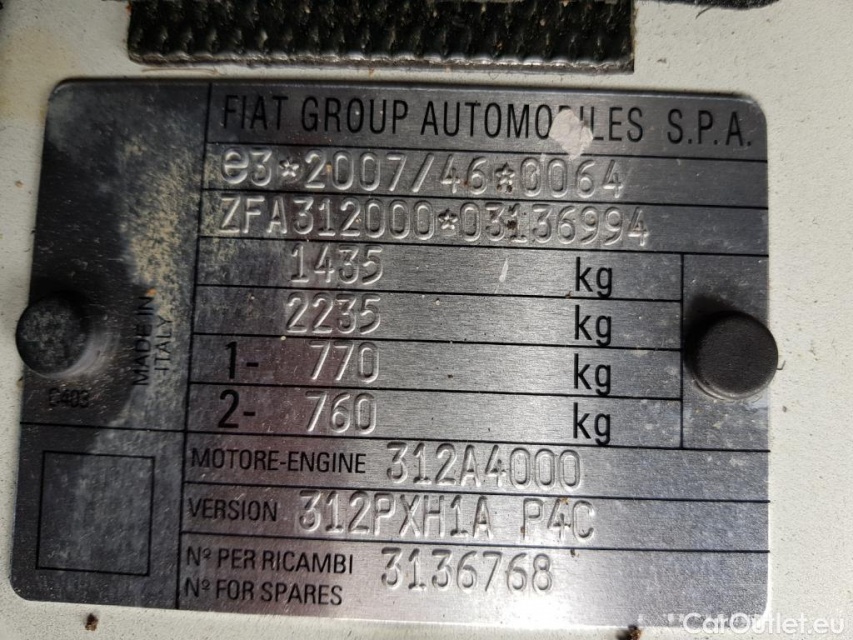 FIAT GROUP AUTOMOBILES S.P.A.
e3*2007/46*0064
ZFA312000*03136994
1435 kg
2235 kg
1- 770 kg
2- 760 kg
MADE IN
ITALY
C403
MOTORE-ENGINE 312A4000
VERSION 312PXH1A P4C
Nº PER RICAMBI
Nº FOR SPARES
3136768
CarOutlet.eu